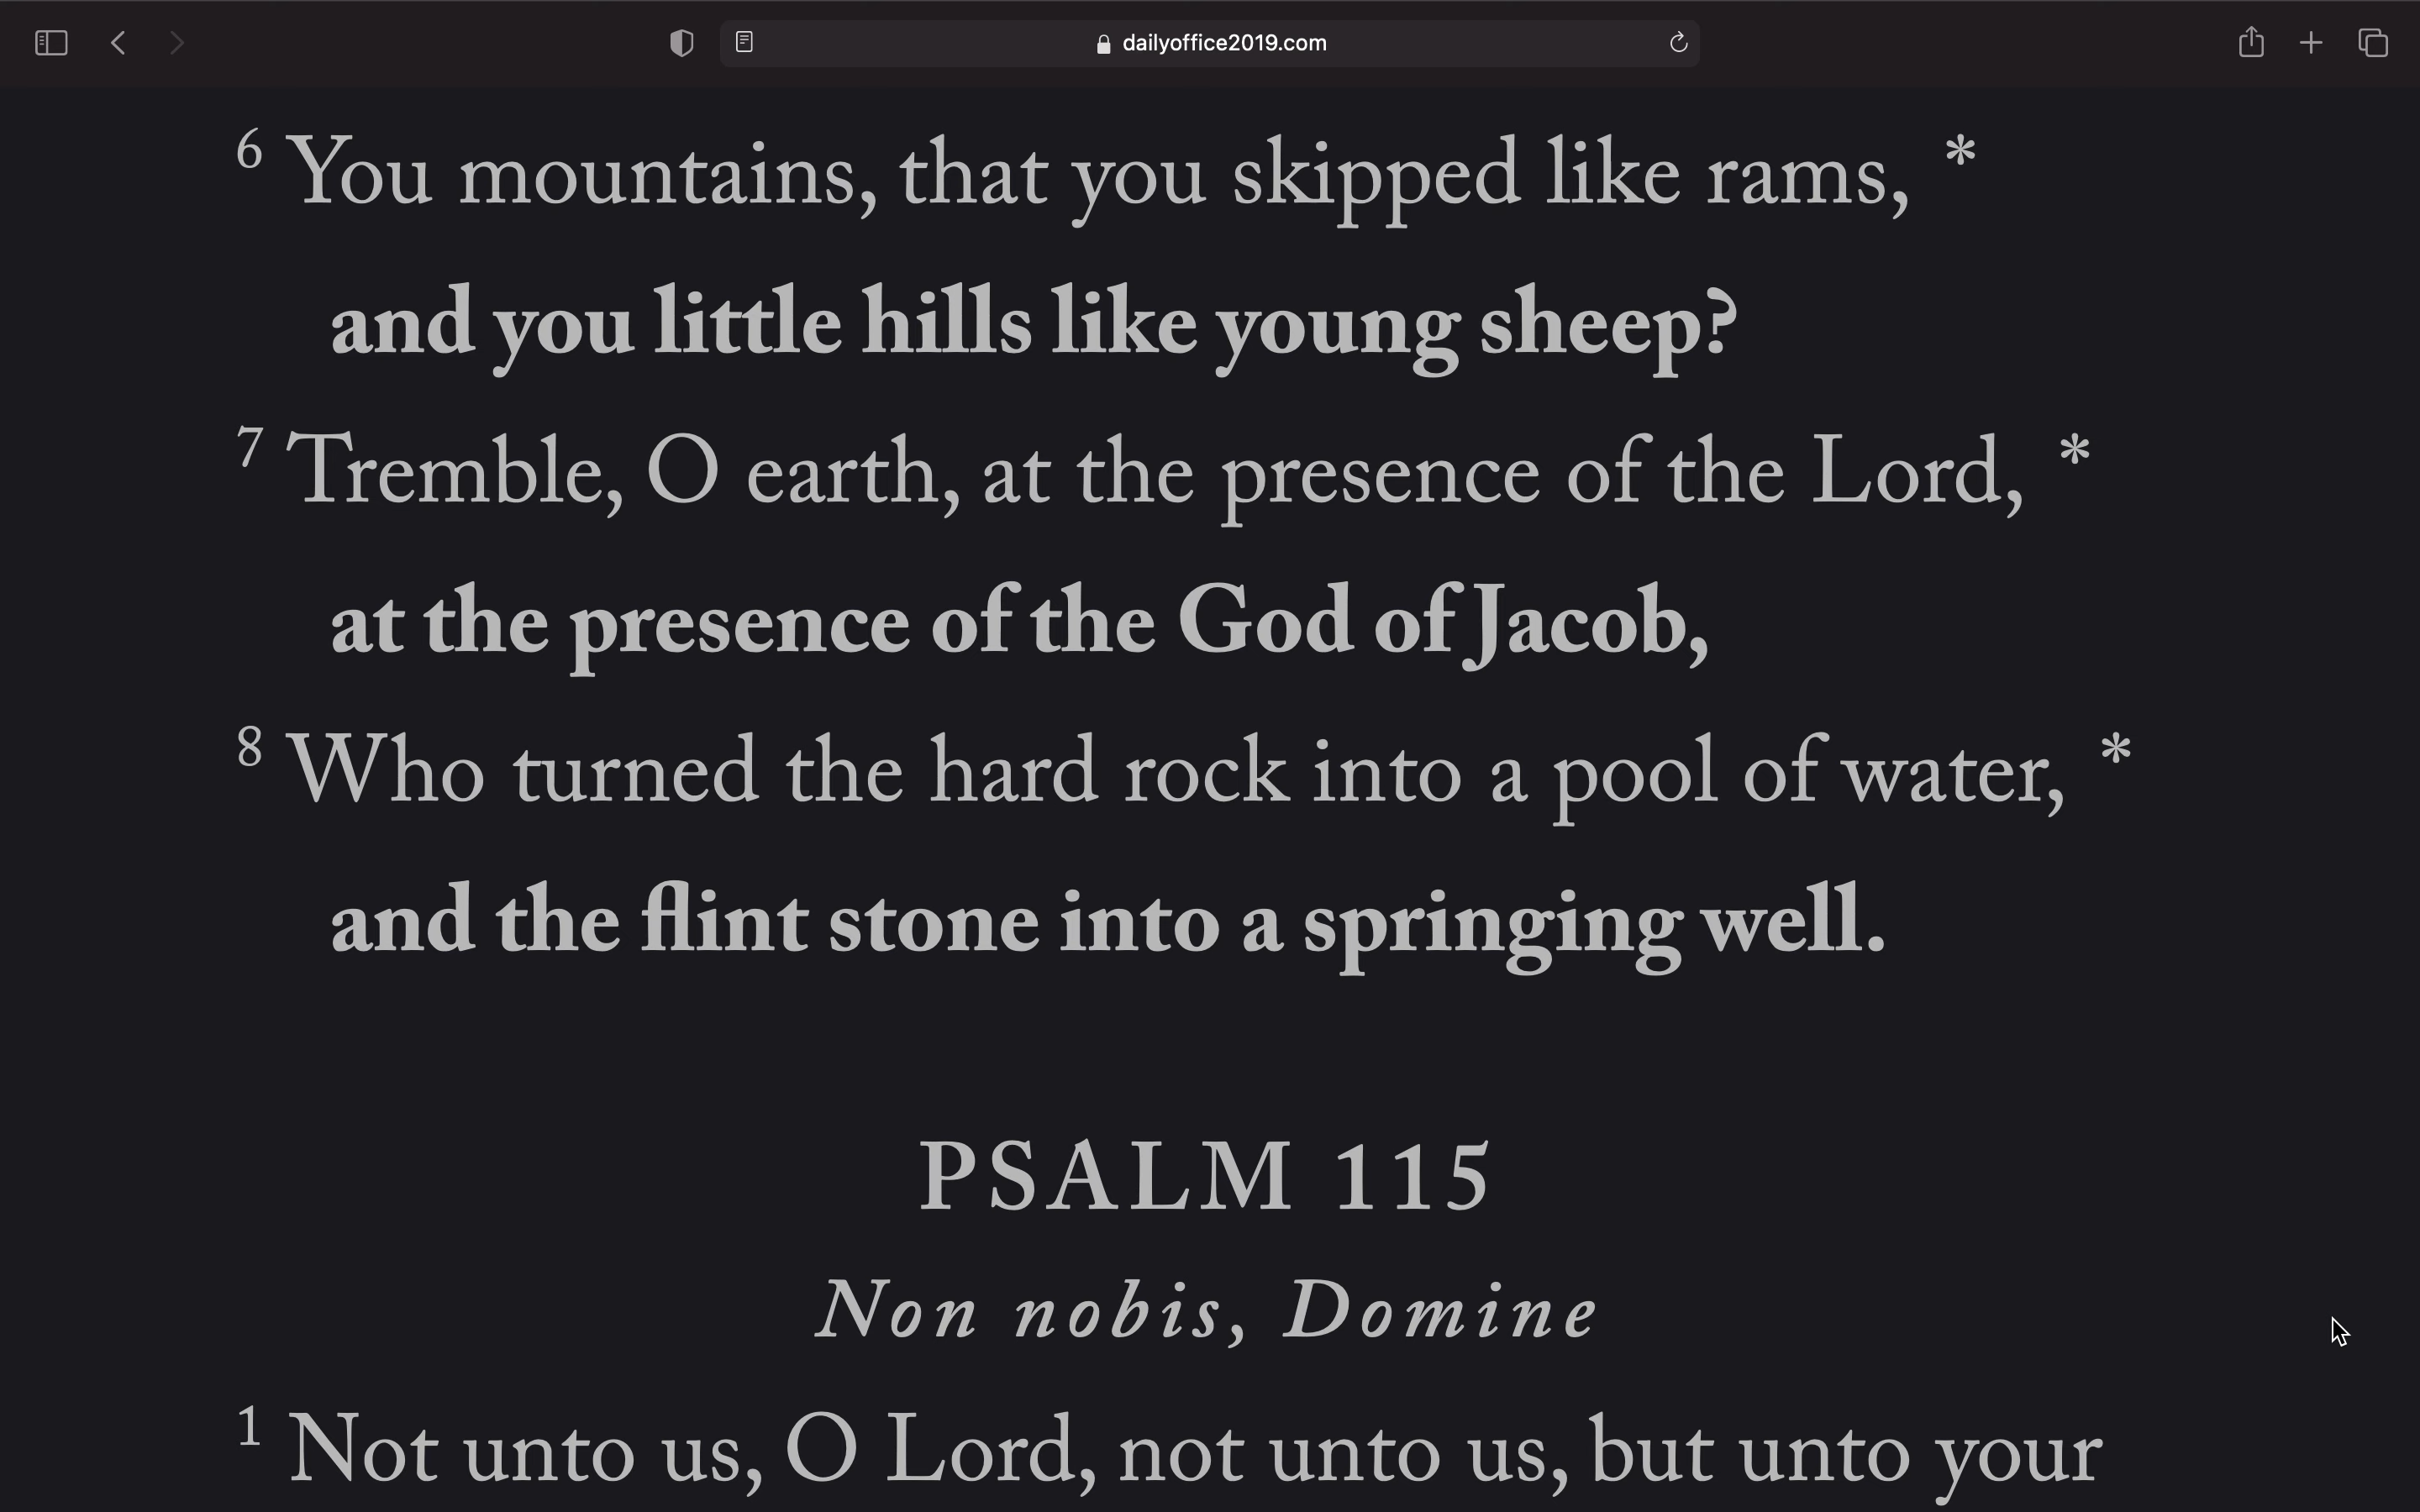 dailyoffice2019.com
6 You mountains, that you skipped like rams, *
and you little hills like young sheep?
7 Tremble, O earth, at the presence of the Lord, *
at the presence of the God of Jacob,
8 Who turned the hard rock into a pool of water, *
and the flint stone into a springing well.
PSALM 115
Non nobis, Domine
1 Not unto us, O Lord, not unto us, but unto your